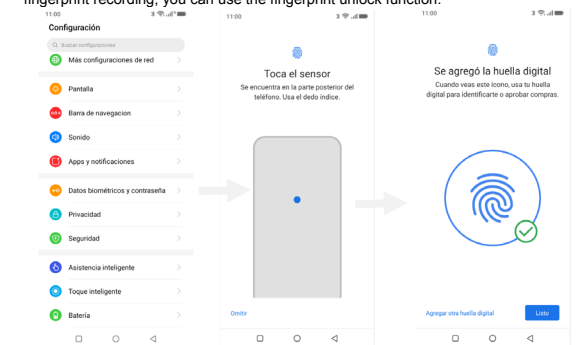 fingerprint recording, you can use the fingerprint unlock function.
11:00
Configuración
Buscar configuraciones
Más configuraciones de red
Pantalla
Barra de navegacion
Sonido
Apps y notificaciones
Datos biométricos y contraseña
Privacidad
Seguridad
Asistencia inteligente
Toque inteligente
Batería
11:00
Toca el sensor
Se encuentra en la parte posterior del
teléfono. Usa el dedo índice.
Omitir
11:00
Se agregó la huella digital
Cuando veas este icono, usa tu huella
digital para identificarte o aprobar compras.
Agregar otra huella digital
Listo